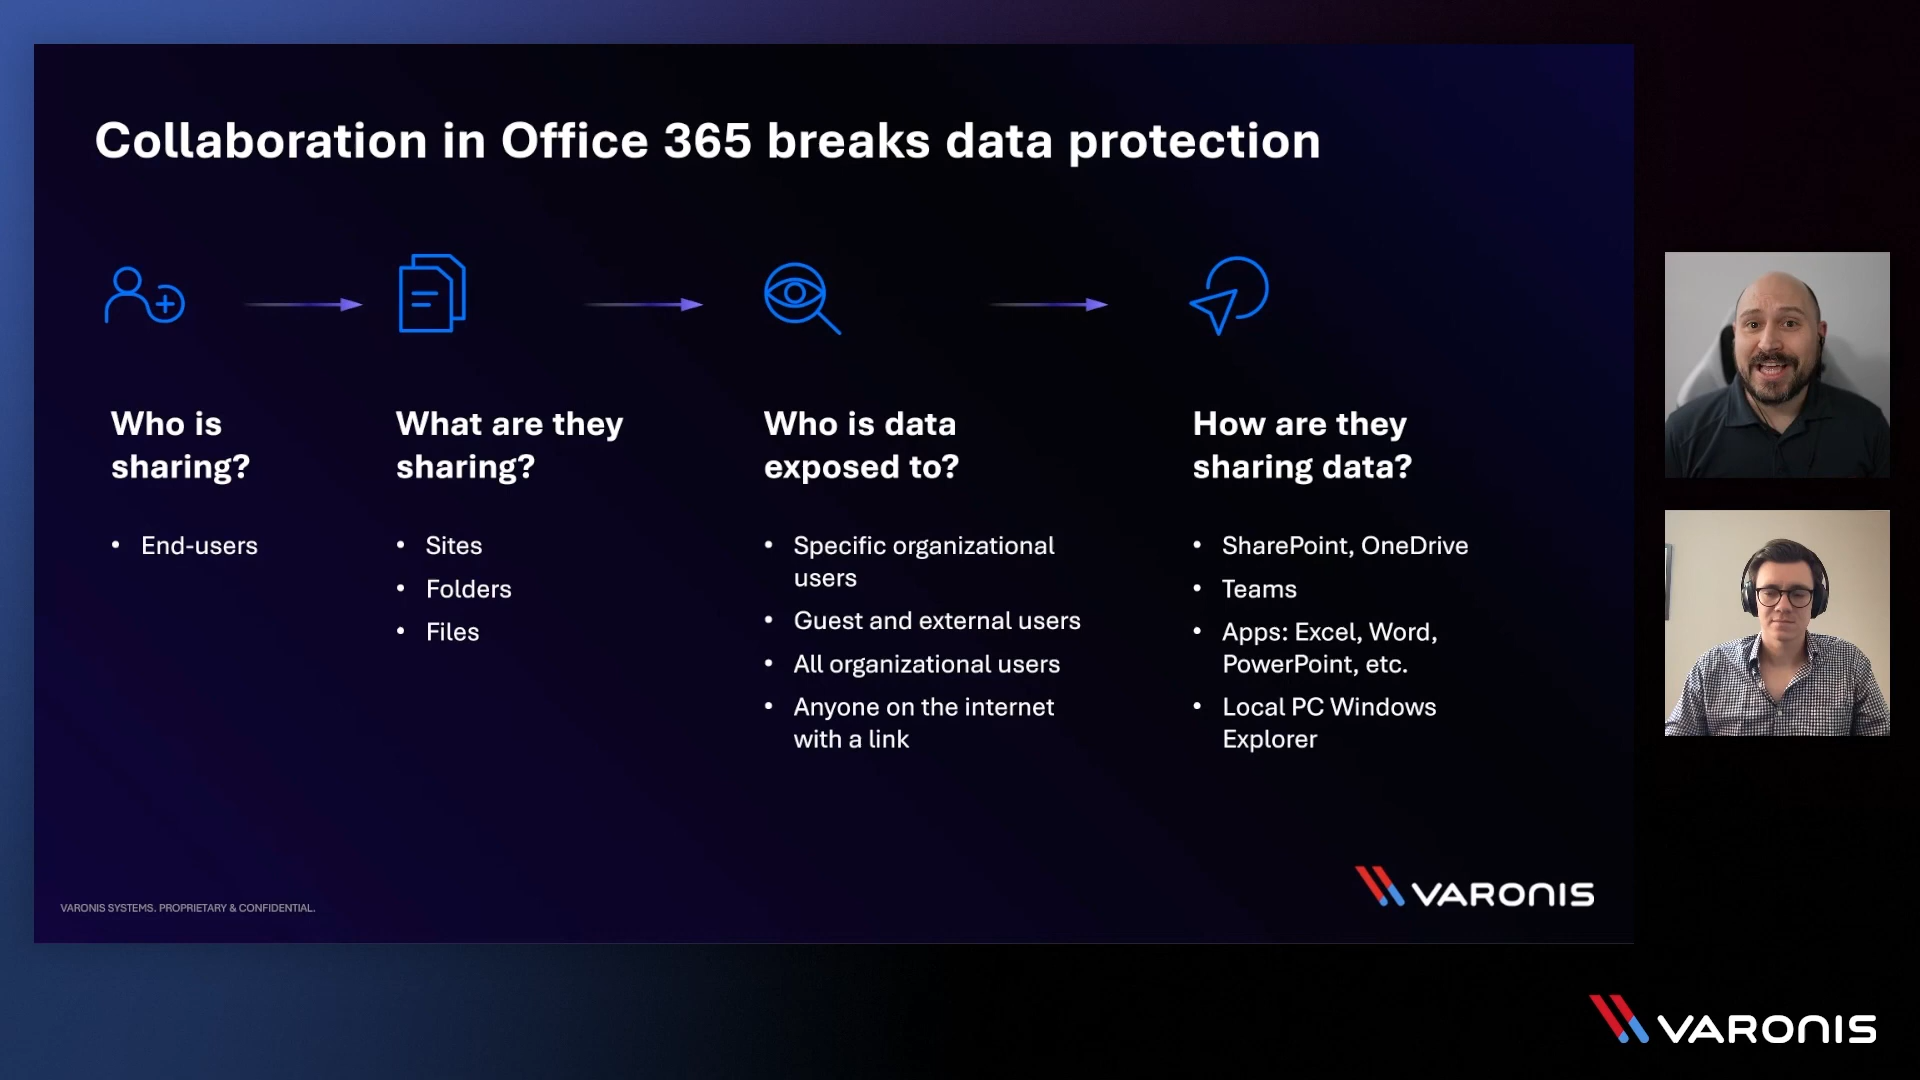 Collaboration in Office 365 breaks data protection
Who is
sharing?
• End-users
What are they
sharing?
• Sites
• Folders
• Files
Who is data
exposed to?
• Specific organizational
users
• Guest and external users
• All organizational users
• Anyone on the internet
with a link
How are they
sharing data?
• SharePoint, OneDrive
• Teams
• Apps: Excel, Word,
PowerPoint, etc.
• Local PC Windows
Explorer
VARONIS SYSTEMS. PROPRIETARY & CONFIDENTIAL.
VARONIS
VARONIS